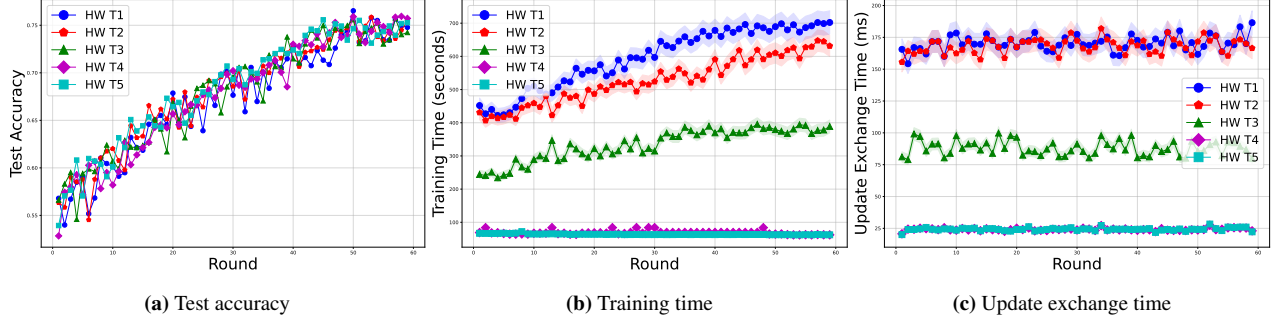 Test Accuracy
0.75
0.70
0.65
0.60
0.55
HW T1
HW T2
HW T3
HW T4
HW T5
0 10 20 30 40 50 60
Round
(a) Test accuracy
Training Time (seconds)
700
600
500
400
300
100
HW T1
HW T2
HW T3
HW T4
HW T5
0 10 20 30 40 50 60
Round
(b) Training time
Update Exchange Time (ms)
200
175
150
125
100
75
50
25
HW T1
HW T2
HW T3
HW T4
HW T5
0 10 20 30 40 50 60
Round
(c) Update exchange time